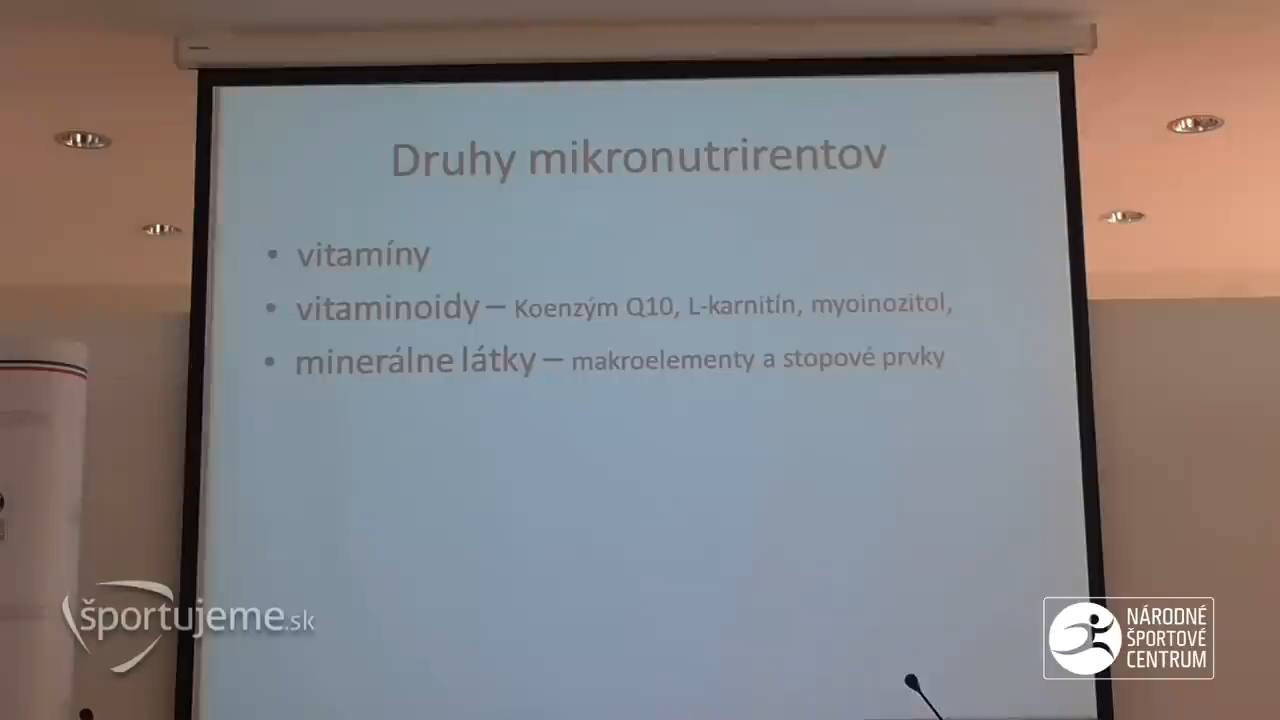 Druhy mikronutrirentov
• vitamíny
• vitaminoidy – Koenzým Q10, L-karnitín, myoinozitol,
• minerálne látky – makroelementy a stopové prvky
športujeme.sk
NÁRODNÉ
ŠPORTOVÉ
CENTRUM